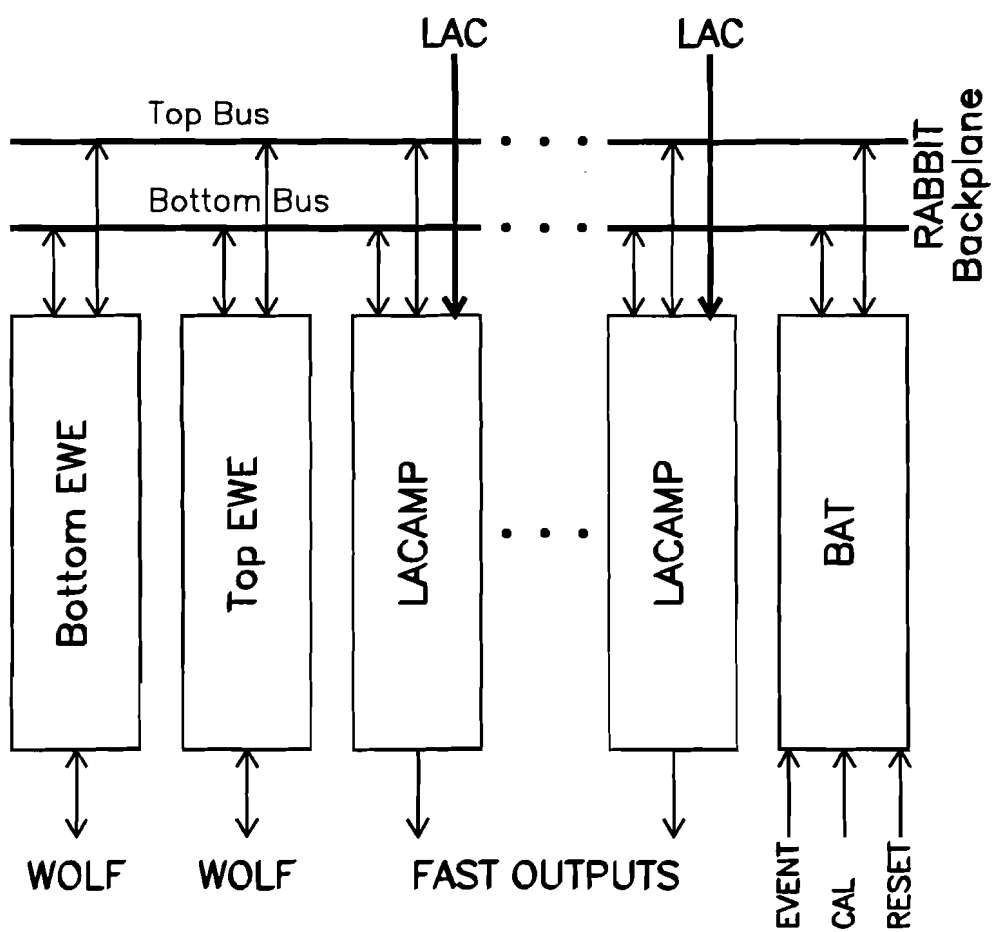 LAC
LAC
Top Bus
Bottom Bus
RABBIT
Backplane
Bottom EWE
Top EWE
LACAMP
LACAMP
BAT
WOLF
WOLF
FAST OUTPUTS
EVENT
CAL
RESET